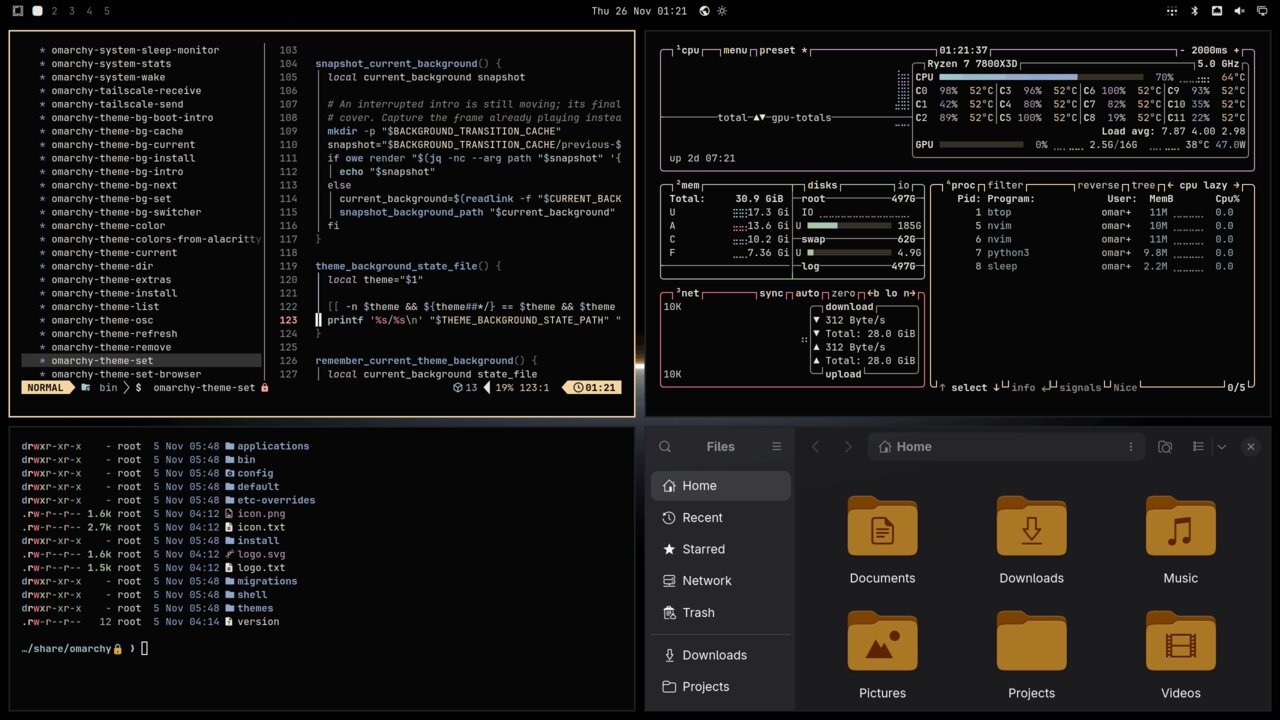 2 3 4 5 Thu 26 Nov 01:21
* omarchy-system-sleep-monitor
* omarchy-system-stats
* omarchy-system-wake
* omarchy-tailscale-receive
* omarchy-tailscale-send
* omarchy-theme-bg-boot-intro
* omarchy-theme-bg-cache
* omarchy-theme-bg-current
* omarchy-theme-bg-install
* omarchy-theme-bg-intro
* omarchy-theme-bg-next
* omarchy-theme-bg-set
* omarchy-theme-bg-switcher
* omarchy-theme-color
* omarchy-theme-colors-from-alacritty
* omarchy-theme-current
* omarchy-theme-dir
* omarchy-theme-extras
* omarchy-theme-install
* omarchy-theme-list
* omarchy-theme-osc
* omarchy-theme-refresh
* omarchy-theme-remove
* omarchy-theme-set
* omarchy-theme-set-browser
103
104 snapshot_current_background() {
105 local current_background snapshot
106
107 # An interrupted intro is still moving; its final
108 # cover. Capture the frame already playing instea
109 mkdir -p "$BACKGROUND_TRANSITION_CACHE"
110 snapshot="$BACKGROUND_TRANSITION_CACHE/previous-$
111 if owe render "$(jq -nc --arg path "$snapshot" '{
112 echo "$snapshot"
113 else
114 current_background=$(readlink -f "$CURRENT_BACK
115 snapshot_background_path "$current_background"
116 fi
117 }
118
119 theme_background_state_file() {
120 local theme="$1"
121
122 [[ -n $theme && ${theme##*/} == $theme && $theme
123 printf '%s/%s\n' "$THEME_BACKGROUND_STATE_PATH" "
124 }
125
126 remember_current_theme_background() {
127 local current_background state_file
NORMAL bin $ omarchy-theme-set 13 19% 123:1 01:21
1cpu menu preset * 01:21:37 - 2000ms +
Ryzen 7 7800X3D 5.0 GHz
CPU 70% 64°C
C0 98% 52°C C3 96% 52°C C6 100% 52°C C9 93% 52°C
C1 42% 52°C C4 80% 52°C C7 82% 52°C C10 35% 52°C
C2 89% 52°C C5 100% 52°C C8 19% 52°C C11 22% 52°C
total ▲▼ gpu-totals
Load avg: 7.87 4.00 2.98
GPU 0% 2.5G/16G 38°C 47.0W
up 2d 07:21
2mem
Total: 30.9 GiB
U 17.3 Gi
A 13.6 Gi
C 10.2 Gi
F 7.36 Gi
disks io
root 497G
IO
U 185G
swap 62G
U 4.9G
log 497G
3net sync auto zero ←b lo n→
10K
10K
download
▼ 312 Byte/s
▼ Total: 28.0 GiB
▲ 312 Byte/s
▲ Total: 28.0 GiB
upload
4proc filter reverse tree ← cpu lazy →
Pid: Program: User: MemB Cpu%
1 btop omar+ 11M 0.0
5 nvim omar+ 10M 0.0
6 nvim omar+ 11M 0.0
7 python3 omar+ 9.8M 0.0
8 sleep omar+ 2.2M 0.0
↑ select ↓ info ↵ signals Nice 0/5
drwxr-xr-x - root 5 Nov 05:48 applications
drwxr-xr-x - root 5 Nov 05:48 bin
drwxr-xr-x - root 5 Nov 05:48 config
drwxr-xr-x - root 5 Nov 05:48 default
drwxr-xr-x - root 5 Nov 05:48 etc-overrides
.rw-r--r-- 1.6k root 5 Nov 04:12 icon.png
.rw-r--r-- 2.7k root 5 Nov 04:12 icon.txt
drwxr-xr-x - root 5 Nov 05:48 install
.rw-r--r-- 1.6k root 5 Nov 04:12 logo.svg
.rw-r--r-- 1.5k root 5 Nov 04:12 logo.txt
drwxr-xr-x - root 5 Nov 05:48 migrations
drwxr-xr-x - root 5 Nov 05:48 shell
drwxr-xr-x - root 5 Nov 05:48 themes
.rw-r--r-- 12 root 5 Nov 04:14 version
…/share/omarchy ⟩
Files
Home
Recent
Starred
Network
Trash
Downloads
Projects
Home
Documents Downloads Music
Pictures Projects Videos